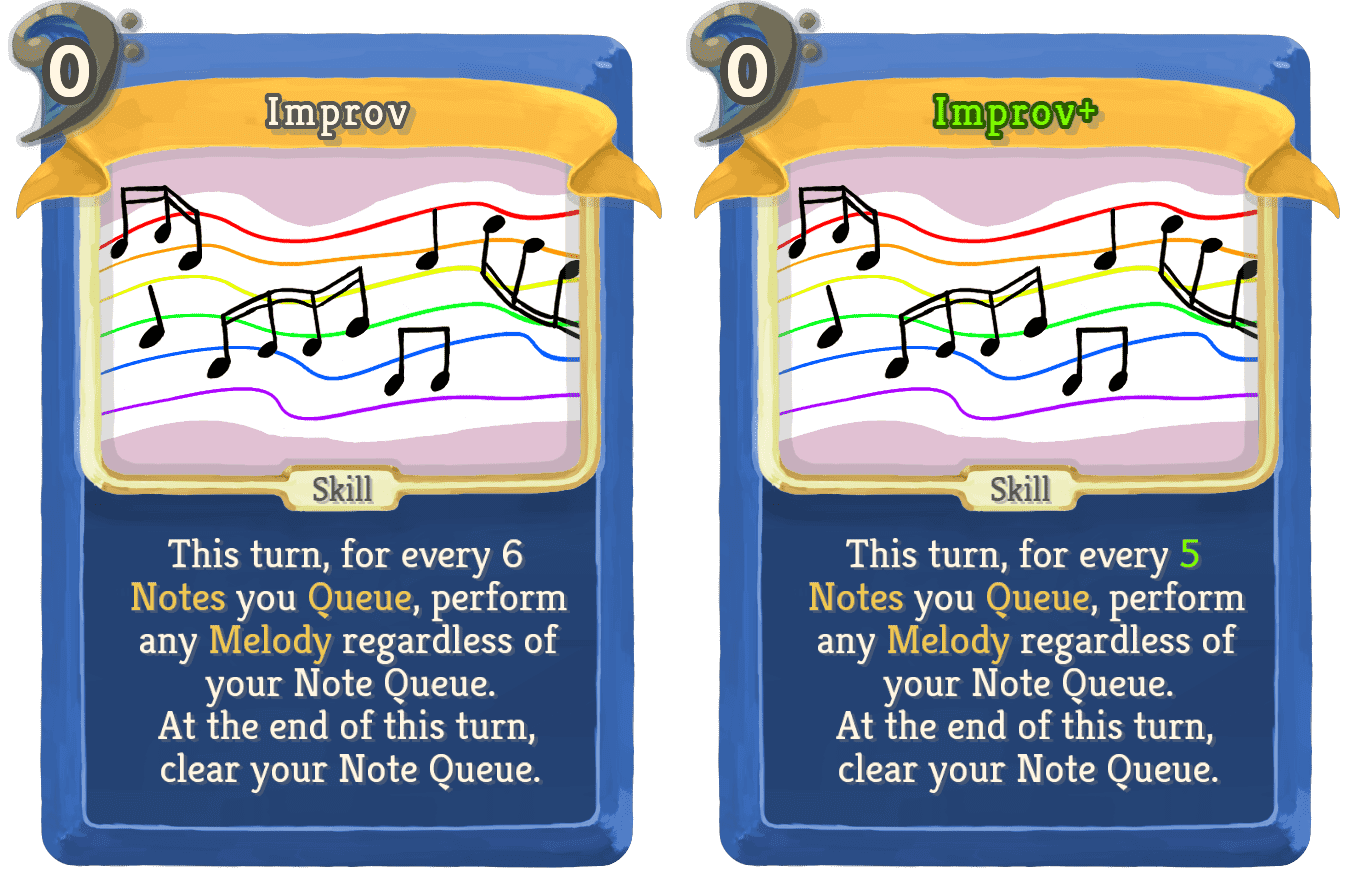 0
Improv
Skill
This turn, for every 6
Notes you Queue, perform
any Melody regardless of
your Note Queue.
At the end of this turn,
clear your Note Queue.
0
Improv+
Skill
This turn, for every 5
Notes you Queue, perform
any Melody regardless of
your Note Queue.
At the end of this turn,
clear your Note Queue.